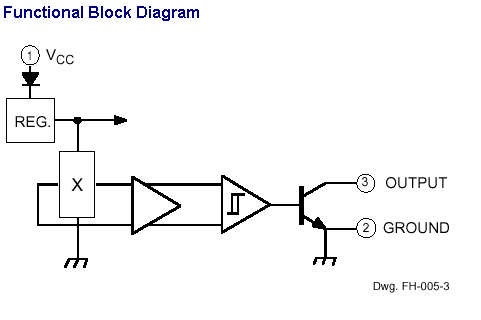 Functional Block Diagram
1 VCC
REG.
X
3 OUTPUT
2 GROUND
Dwg. FH-005-3